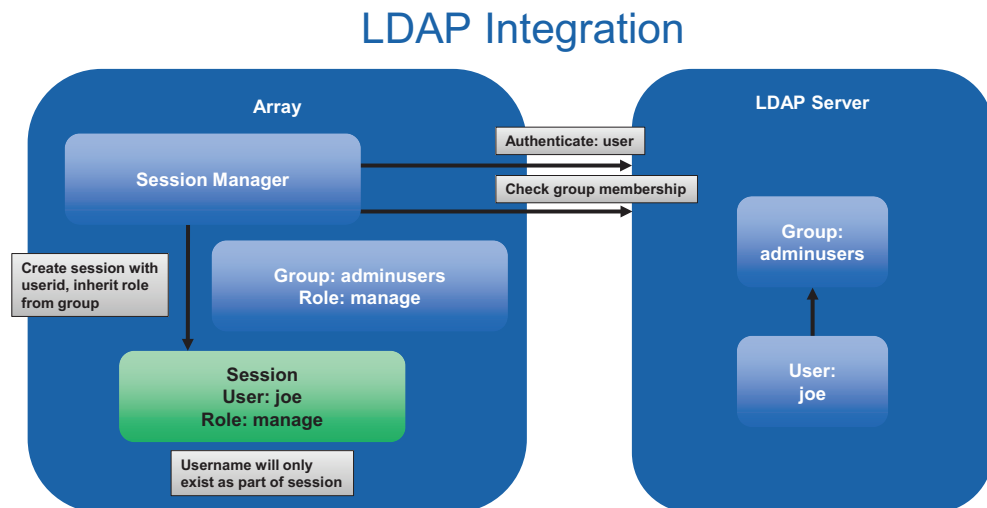 LDAP Integration
Array
LDAP Server
Authenticate: user
Session Manager
Check group membership
Create session with
userid, inherit role
from group
Group: adminusers
Role: manage
Group:
adminusers
Session
User: joe
Role: manage
User:
joe
Username will only
exist as part of session